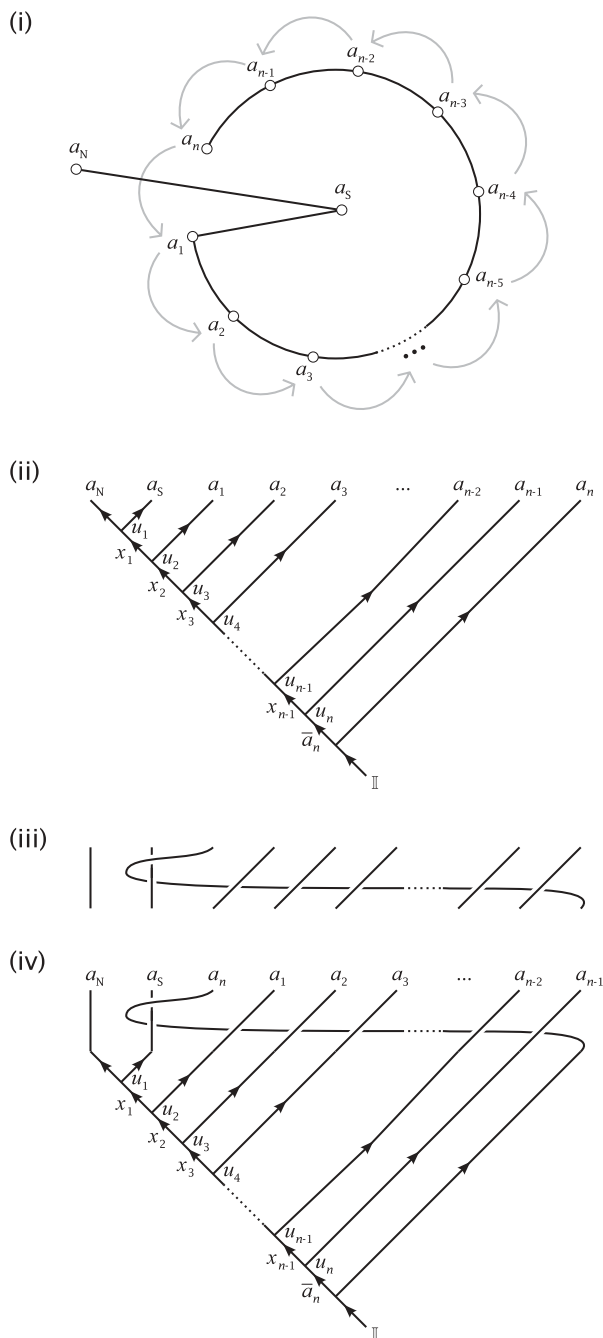 (i)
a_{n-2}
a_{n-1}
a_{n-3}
a_n
a_N
a_S
a_{n-4}
a_1
a_{n-5}
a_2
a_3
(ii)
a_N a_S a_1 a_2 a_3 ... a_{n-2} a_{n-1} a_n
u_1
x_1 u_2
x_2 u_3
x_3 u_4
u_{n-1}
x_{n-1} u_n
a̅_n
𝕀
(iii)
(iv)
a_N a_S a_n a_1 a_2 a_3 ... a_{n-2} a_{n-1}
u_1
x_1 u_2
x_2 u_3
x_3 u_4
u_{n-1}
x_{n-1} u_n
a̅_n
𝕀